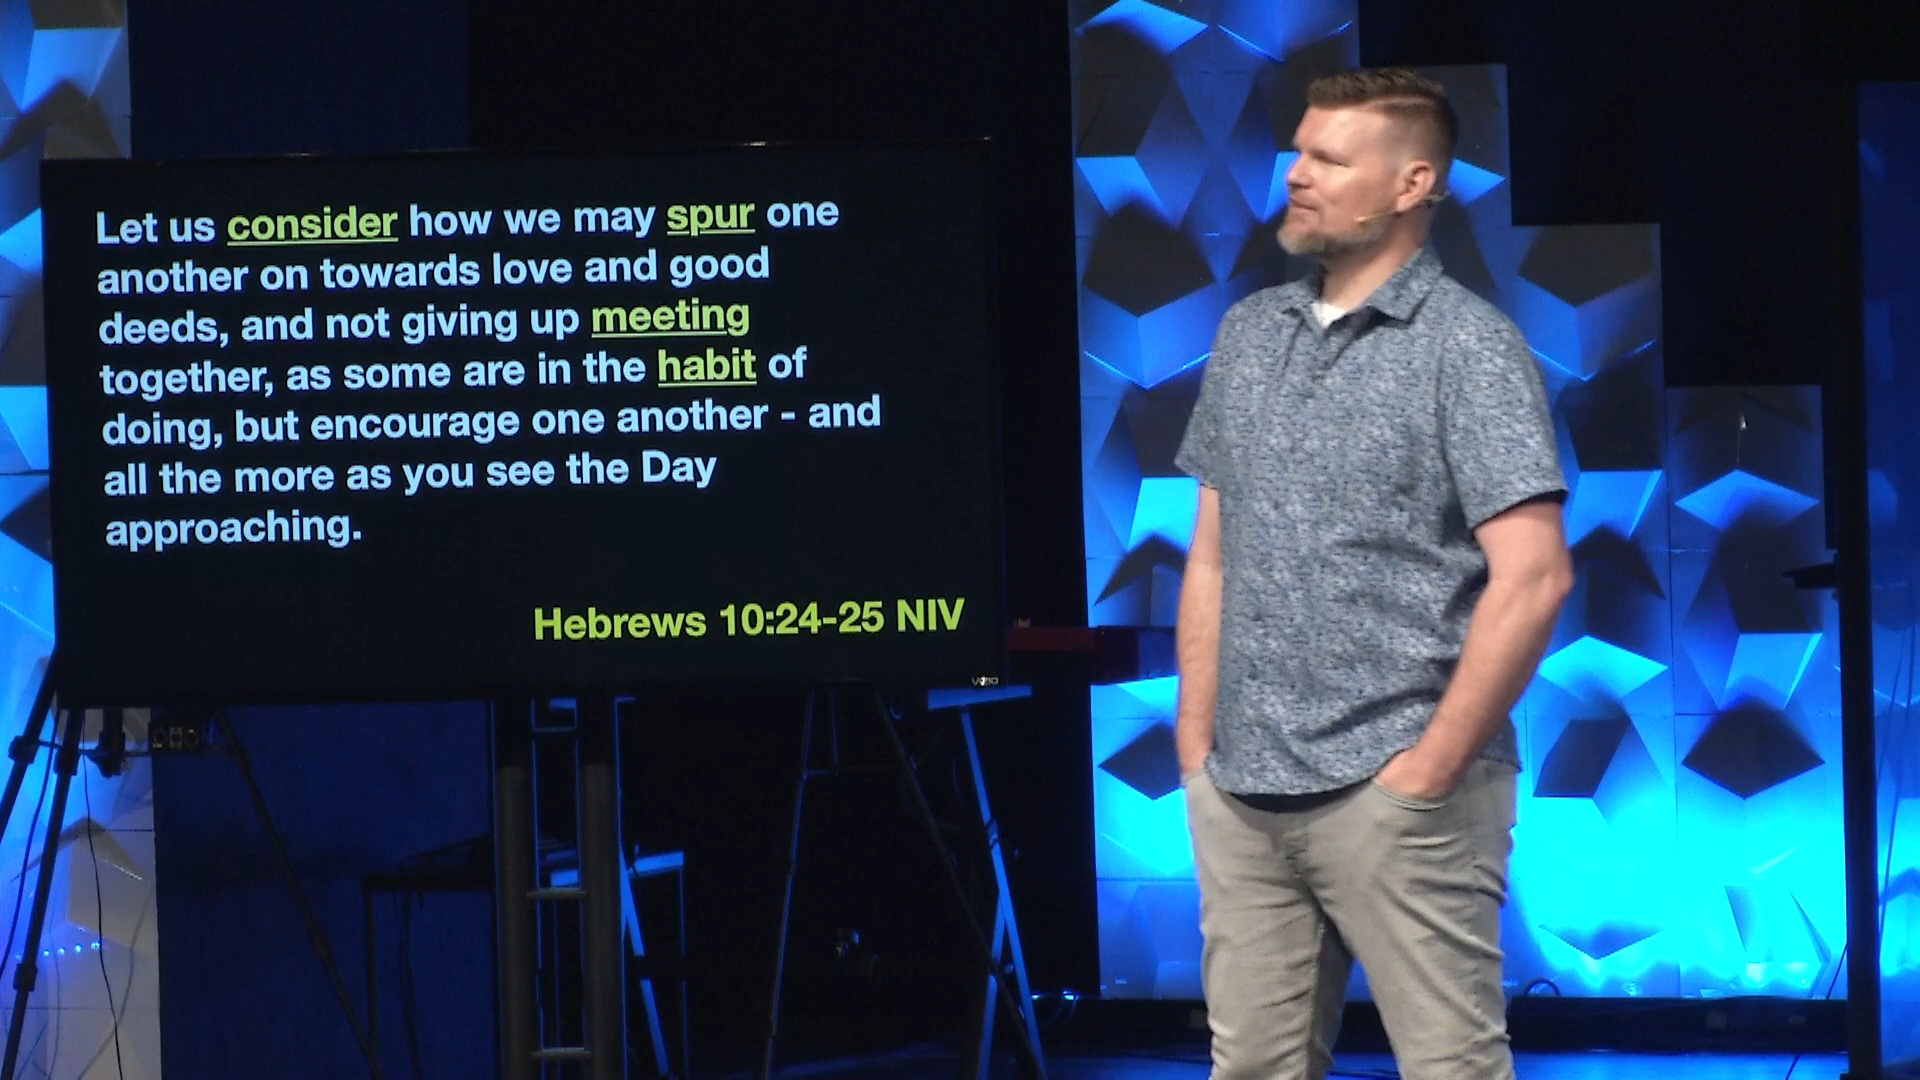 Let us consider how we may spur one
another on towards love and good
deeds, and not giving up meeting
together, as some are in the habit of
doing, but encourage one another - and
all the more as you see the Day
approaching.
Hebrews 10:24-25 NIV
VIZIO